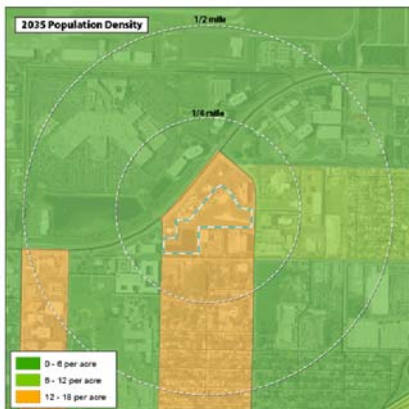 2035 Population Density
1/2 mile
1/4 mile
0 - 6 per acre
6 - 12 per acre
12 - 18 per acre